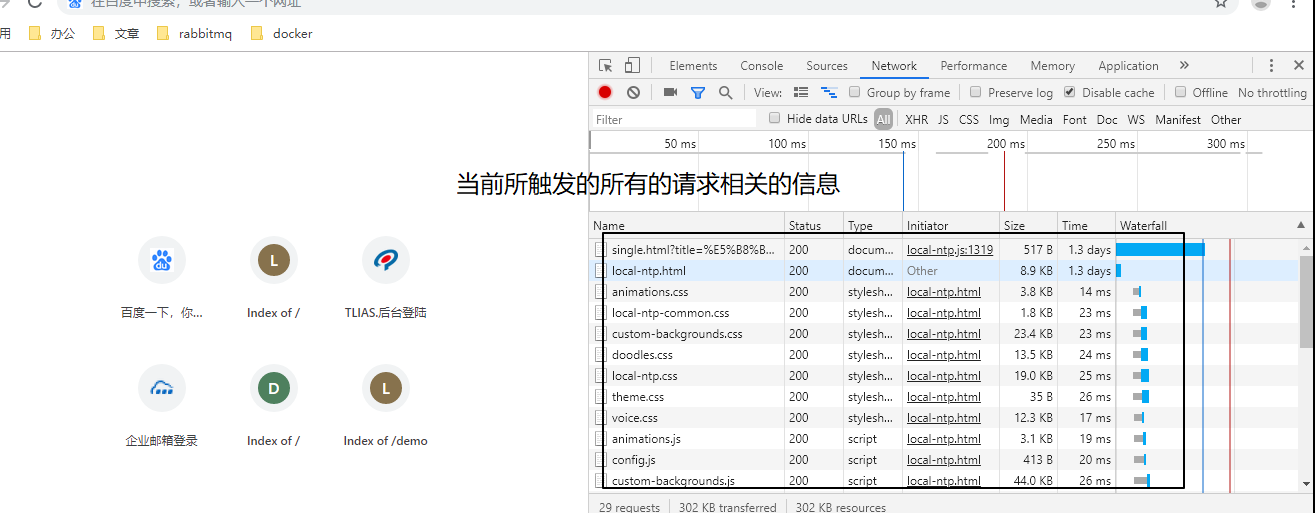 在百度中搜索，或者输入一个网址
用 办公 文章 rabbitmq docker
Elements Console Sources Network Performance Memory Application
View: Group by frame Preserve log Disable cache Offline No throttling
Filter Hide data URLs All XHR JS CSS Img Media Font Doc WS Manifest Other
50 ms 100 ms 150 ms 200 ms 250 ms 300 ms
当前所触发的所有的请求相关的信息
Name Status Type Initiator Size Time Waterfall
single.html?title=%E5%B8%B... 200 docum... local-ntp.js:1319 517 B 1.3 days
local-ntp.html 200 docum... Other 8.9 KB 1.3 days
animations.css 200 stylesh... local-ntp.html 3.8 KB 14 ms
local-ntp-common.css 200 stylesh... local-ntp.html 1.8 KB 23 ms
custom-backgrounds.css 200 stylesh... local-ntp.html 23.4 KB 23 ms
doodles.css 200 stylesh... local-ntp.html 13.5 KB 24 ms
local-ntp.css 200 stylesh... local-ntp.html 19.0 KB 25 ms
theme.css 200 stylesh... local-ntp.html 35 B 26 ms
voice.css 200 stylesh... local-ntp.html 12.3 KB 17 ms
animations.js 200 script local-ntp.html 3.1 KB 19 ms
config.js 200 script local-ntp.html 413 B 20 ms
custom-backgrounds.js 200 script local-ntp.html 44.0 KB 26 ms
29 requests 302 KB transferred 302 KB resources
L
百度一下，你... Index of / TLIAS.后台登陆
D L
企业邮箱登录 Index of / Index of /demo